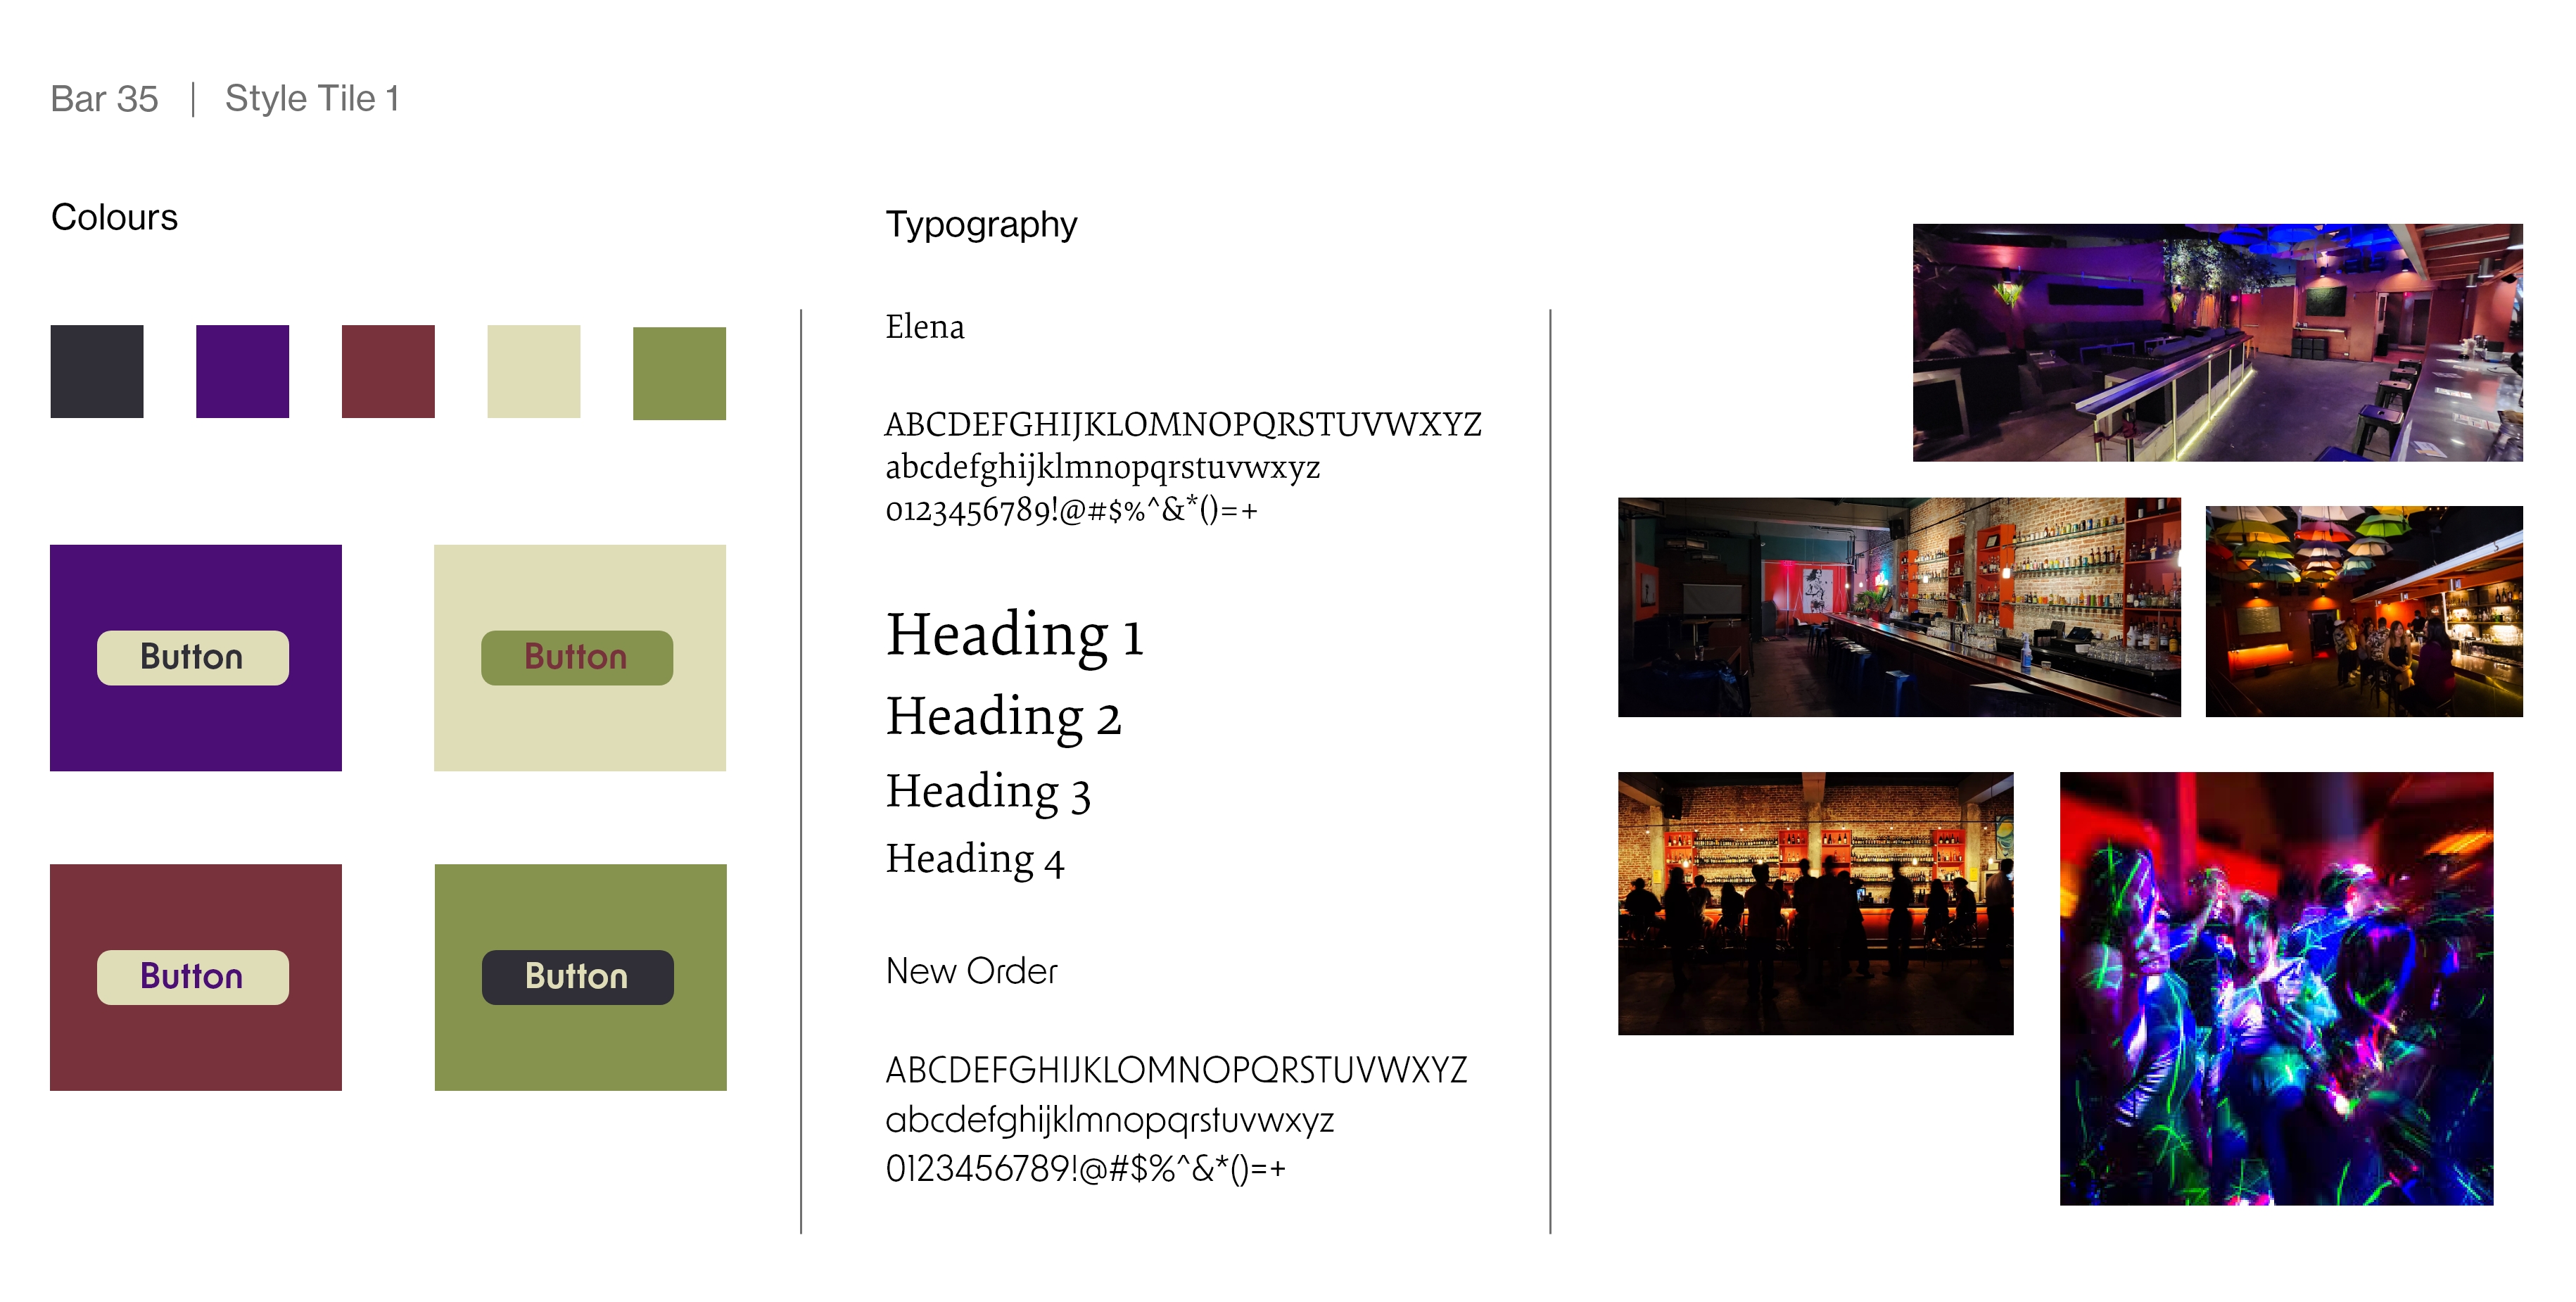 Bar 35 | Style Tile 1
Colours
Button
Button
Button
Button
Typography
Elena
ABCDEFGHIJKLOMNOPQRSTUVWXYZ
abcdefghijklmnopqrstuvwxyz
0123456789!@#$%^&*()=+
Heading 1
Heading 2
Heading 3
Heading 4
New Order
ABCDEFGHIJKLOMNOPQRSTUVWXYZ
abcdefghijklmnopqrstuvwxyz
0123456789!@#$%^&*()=+